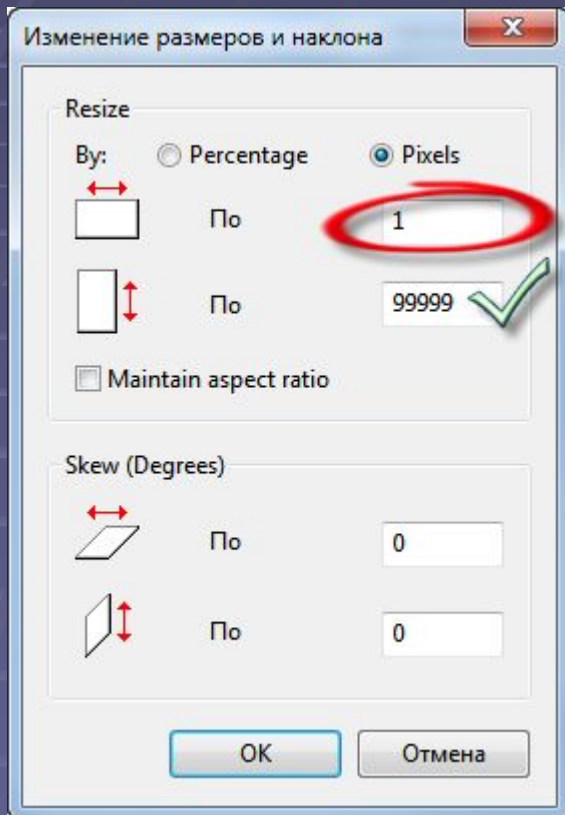 Изменение размеров и наклона
Resize
By: Percentage Pixels
По 1
По 99999
Maintain aspect ratio
Skew (Degrees)
По 0
По 0
OK Отмена